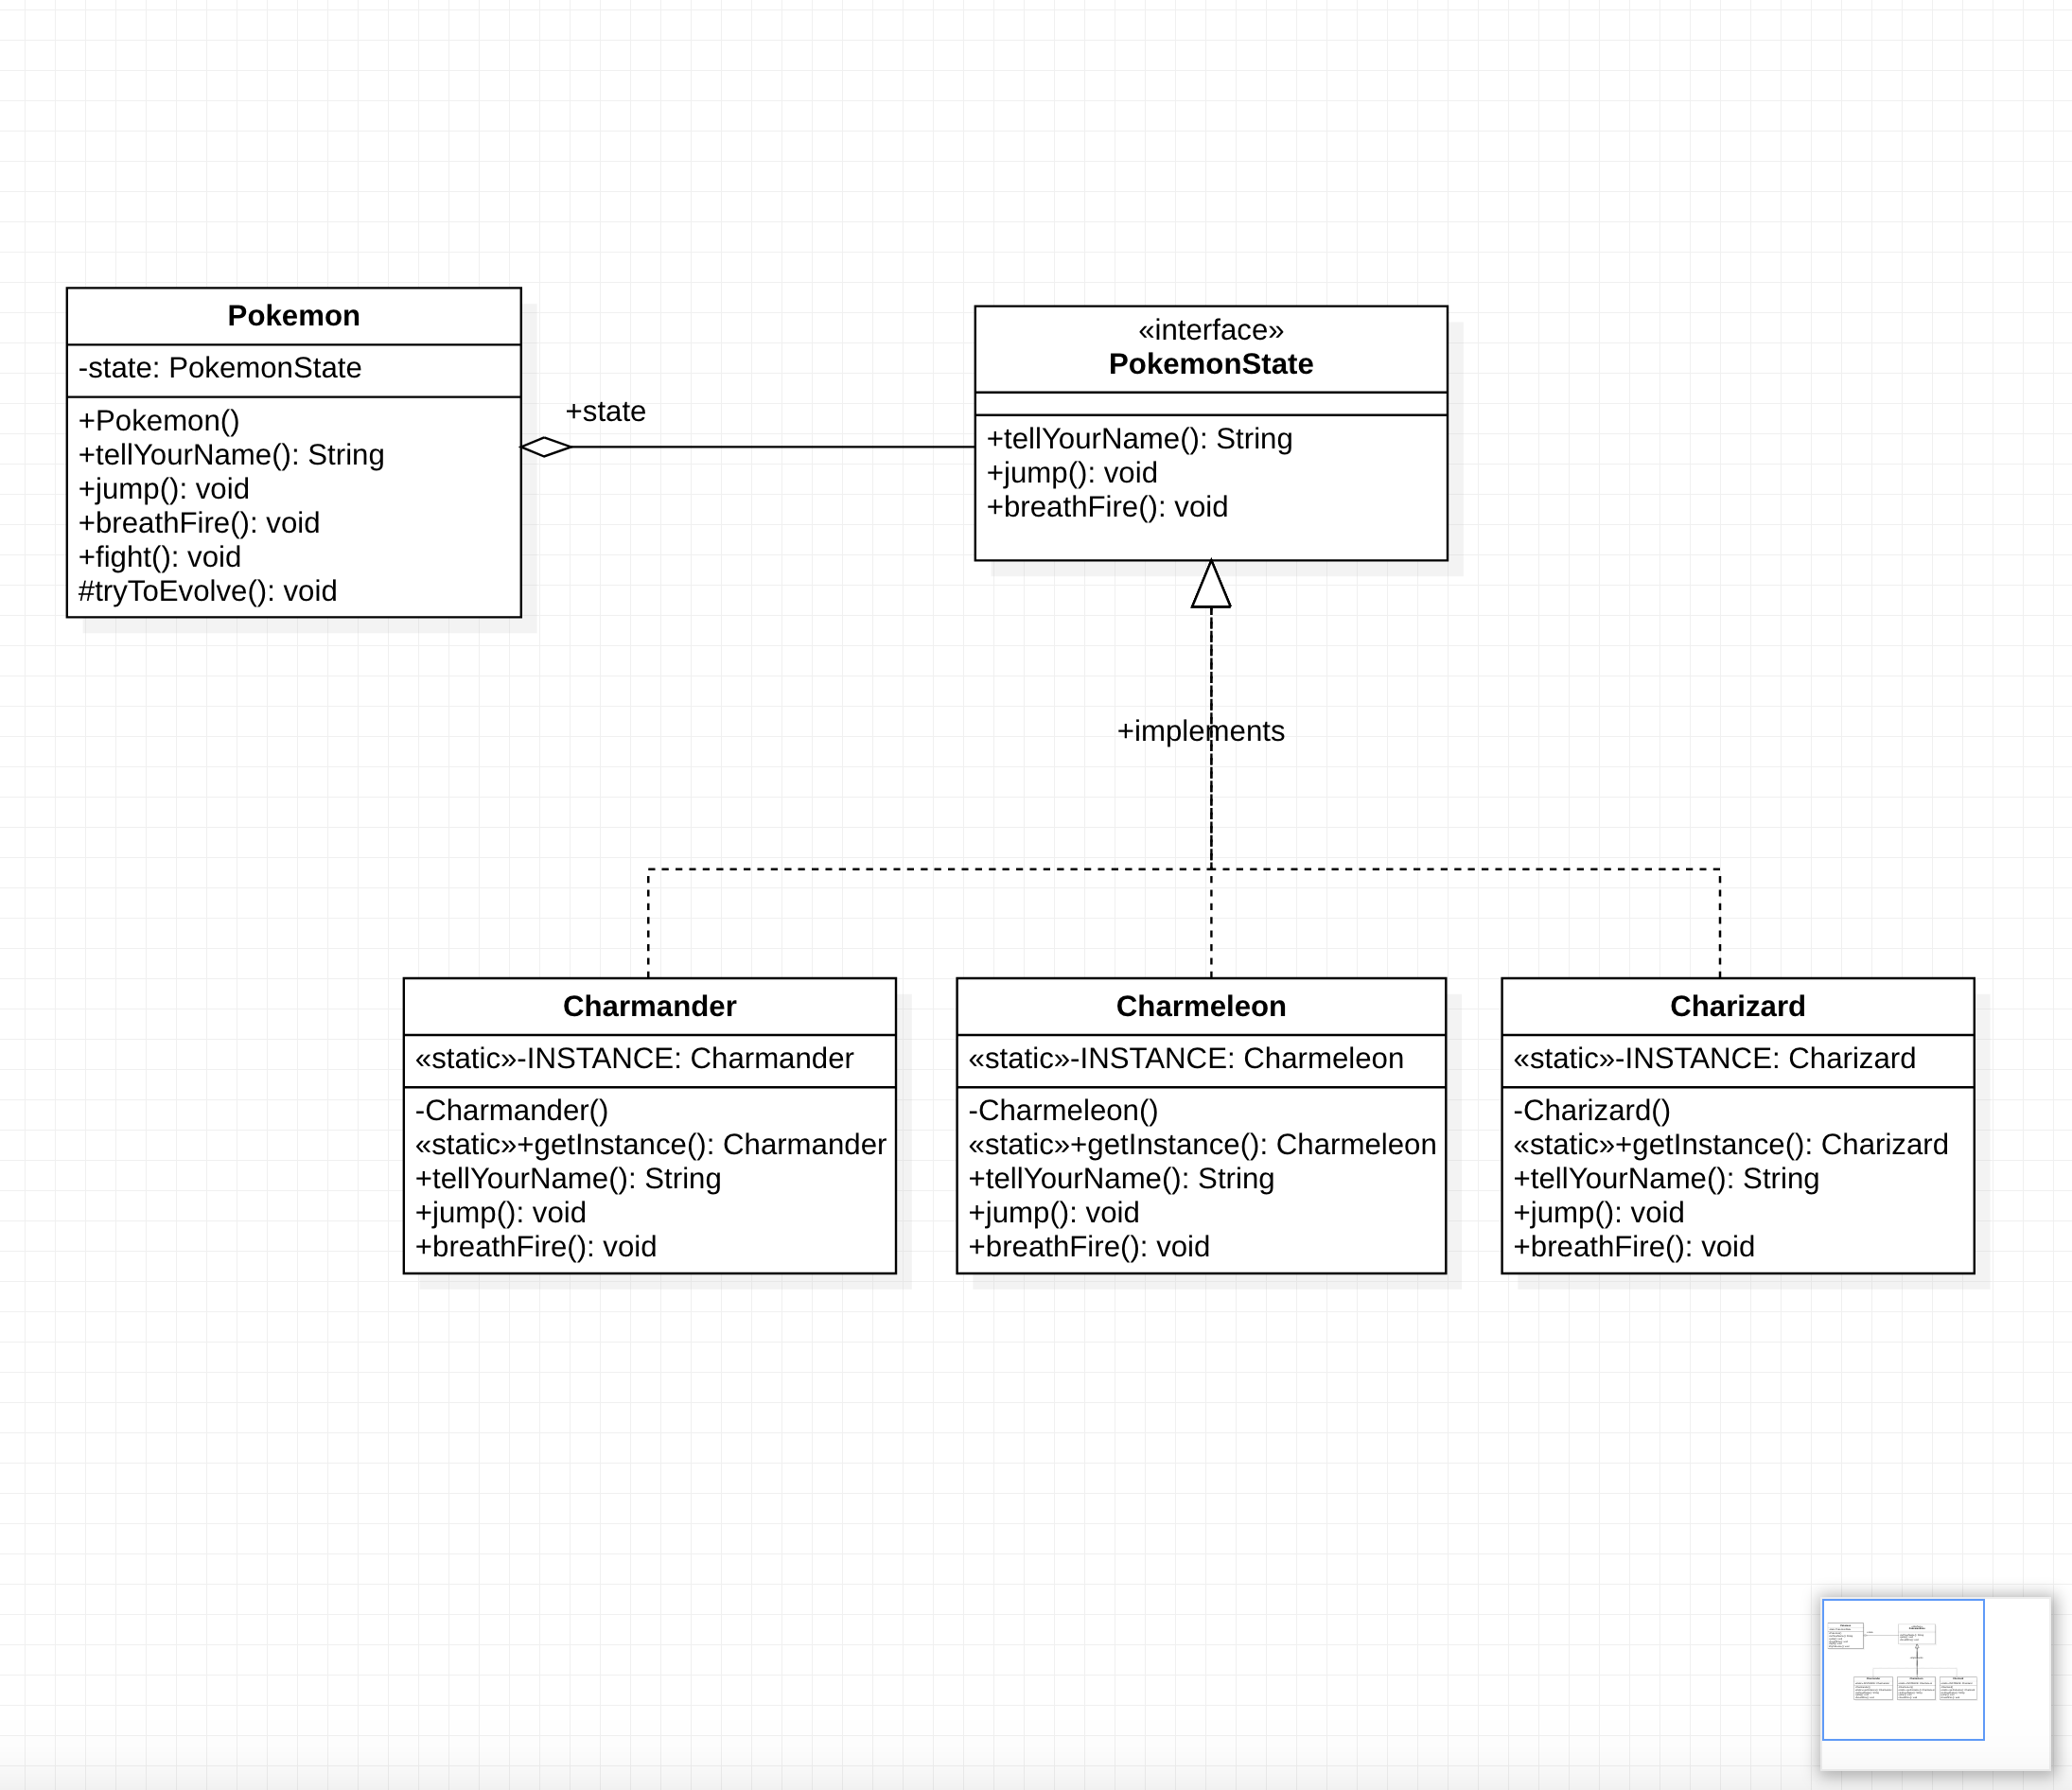 Pokemon
-state: PokemonState
+Pokemon()
+tellYourName(): String
+jump(): void
+breathFire(): void
+fight(): void
#tryToEvolve(): void
+state
«interface»
PokemonState
+tellYourName(): String
+jump(): void
+breathFire(): void
+implements
Charmander
«static»-INSTANCE: Charmander
-Charmander()
«static»+getInstance(): Charmander
+tellYourName(): String
+jump(): void
+breathFire(): void
Charmeleon
«static»-INSTANCE: Charmeleon
-Charmeleon()
«static»+getInstance(): Charmeleon
+tellYourName(): String
+jump(): void
+breathFire(): void
Charizard
«static»-INSTANCE: Charizard
-Charizard()
«static»+getInstance(): Charizard
+tellYourName(): String
+jump(): void
+breathFire(): void